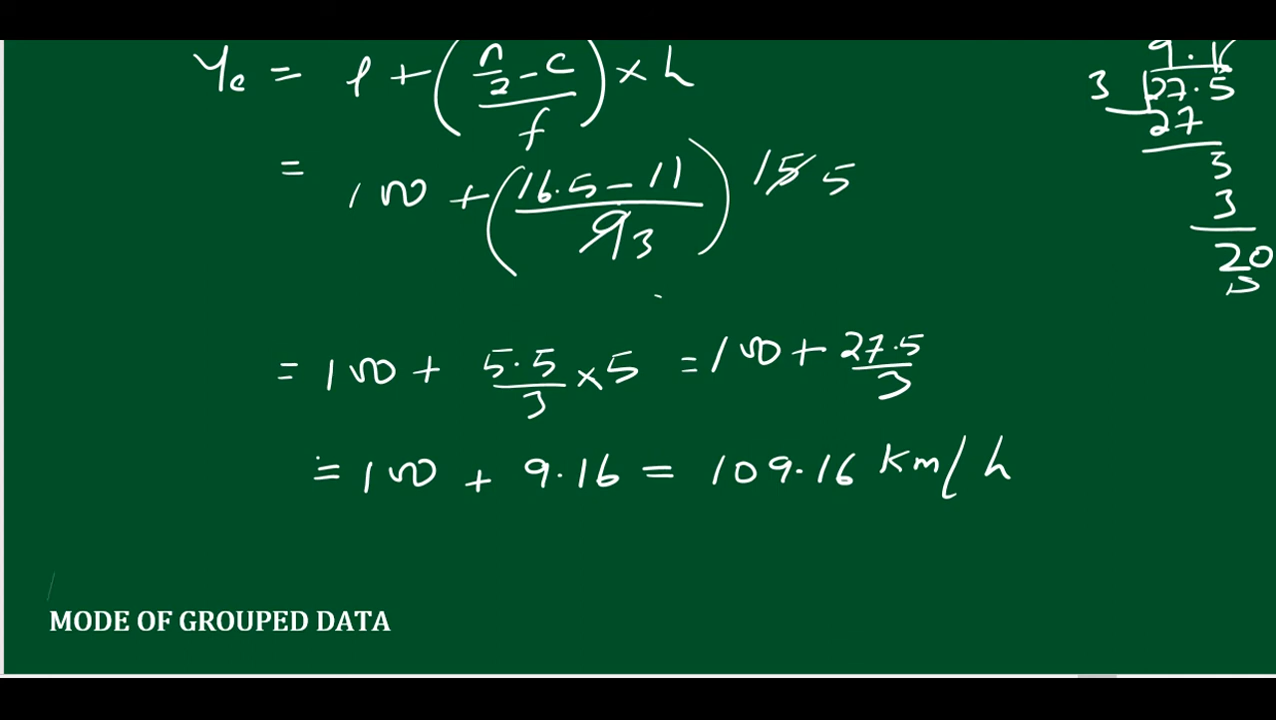 Me = l + ( (n/2 - c) / f ) × h
= 100 + ( (16.5 - 11) / 9 3 ) 15 5
= 100 + 5.5/3 × 5 = 100 + 27.5/3
= 100 + 9.16 = 109.16 Km/h
9.16
3 27.5
27
5
3
20
MODE OF GROUPED DATA